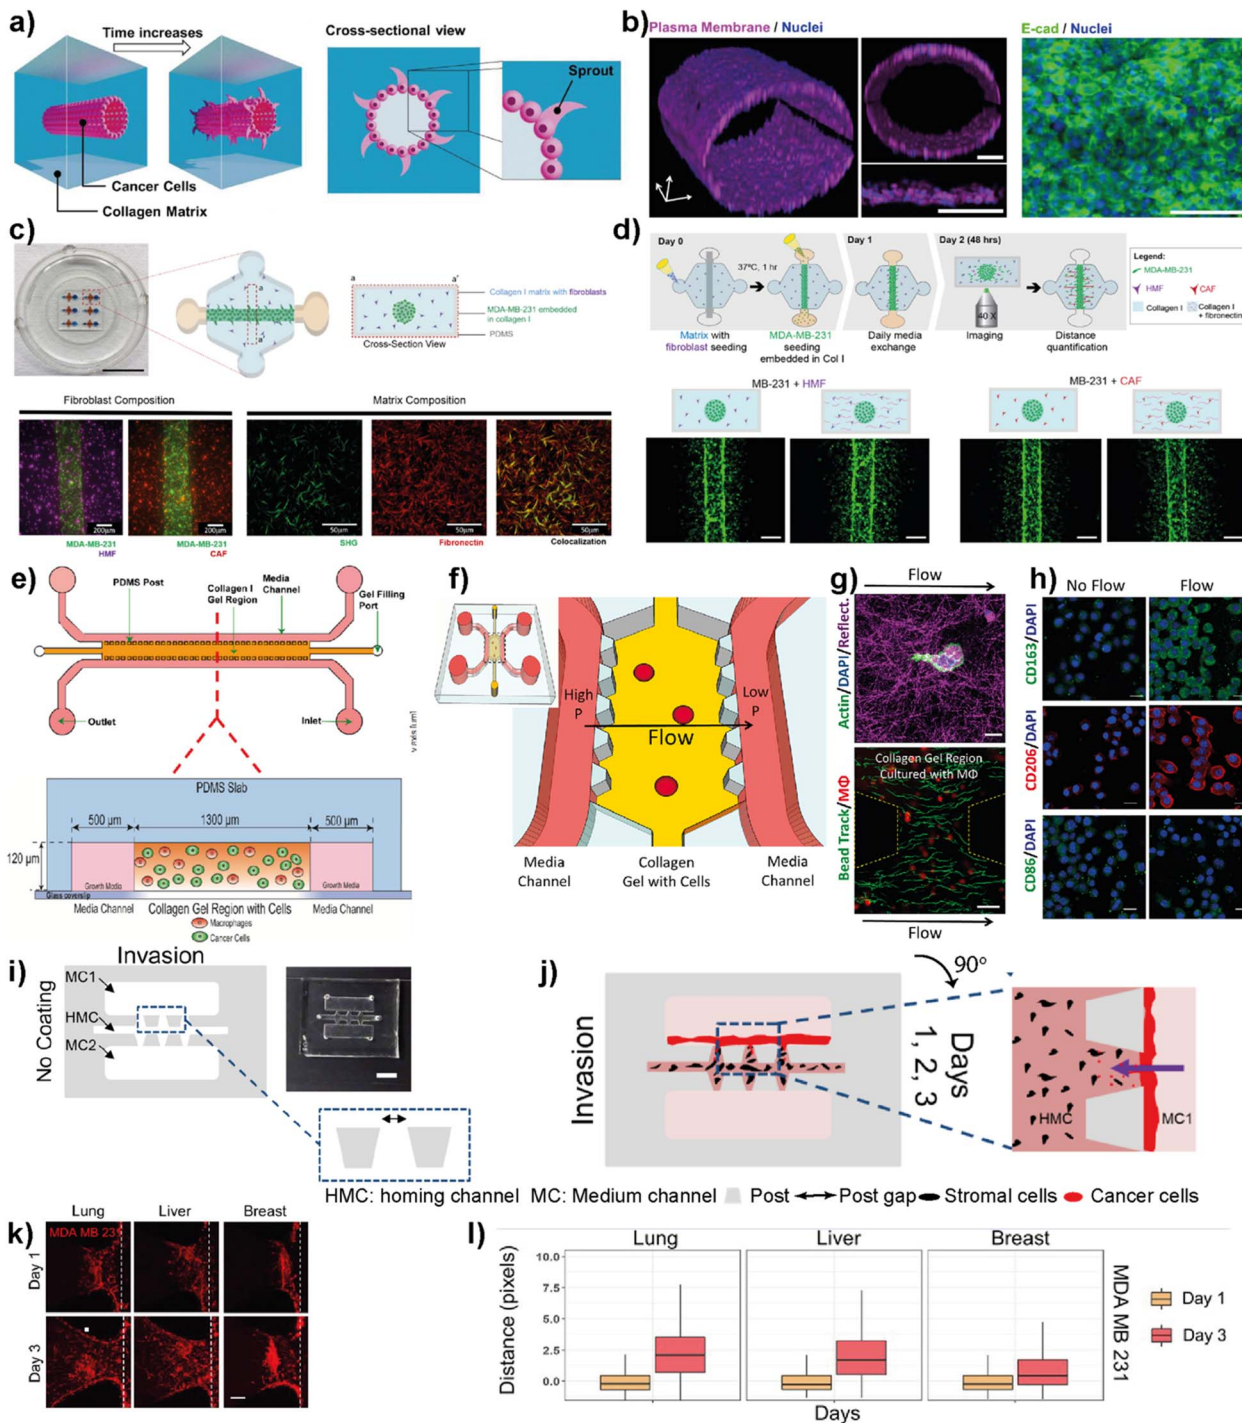 a)
Time increases
Cancer Cells
Collagen Matrix
Cross-sectional view
Sprout
b)
Plasma Membrane / Nuclei
E-cad / Nuclei
c)
a
a'
a
a'
Collagen I matrix with fibroblasts
MDA-MB-231 embedded
in collagen I
PDMS
Cross-Section View
Fibroblast Composition
Matrix Composition
200μm
200μm
50μm
50μm
50μm
MDA-MB-231
HMF
MDA-MB-231
CAF
SHG
Fibronectin
Colocalization
d)
Day 0
Day 1
Day 2 (48 hrs)
37ºC, 1 hr
40 X
Matrix with
fibroblast seeding
MDA-MB-231
seeding
embedded in Col I
Daily media
exchange
Imaging
Distance
quantification
Legend:
MDA-MB-231
HMF
CAF
Collagen I
Collagen I
+ fibronectin
MB-231 + HMF
MB-231 + CAF
e)
PDMS Post
Collagen I
Gel Region
Media
Channel
Gel Filling
Port
Outlet
Inlet
PDMS Slab
500 μm
1300 μm
500 μm
120 μm
Growth Media
Growth Media
Glass coverslip
Media Channel
Collagen Gel Region with Cells
Media Channel
Macrophages
Cancer Cells
f)
High
P
Low
P
Flow
Media
Channel
Collagen
Gel with Cells
Media
Channel
g)
Flow
Actin/DAPI/Reflect.
Collagen Gel Region
Cultured with MΦ
Bead Track/MΦ
Flow
h)
No Flow
Flow
CD163/DAPI
CD206/DAPI
CD86/DAPI
i)
Invasion
No Coating
MC1
HMC
MC2
j)
Invasion
90°
Days
1, 2, 3
HMC
MC1
HMC: homing channel
MC: Medium channel
Post
Post gap
Stromal cells
Cancer cells
k)
Lung
Liver
Breast
MDA MB 231
Day 1
Day 3
l)
Lung
Liver
Breast
Distance (pixels)
10.0
7.5
5.0
2.5
0.0
Days
MDA MB 231
Day 1
Day 3